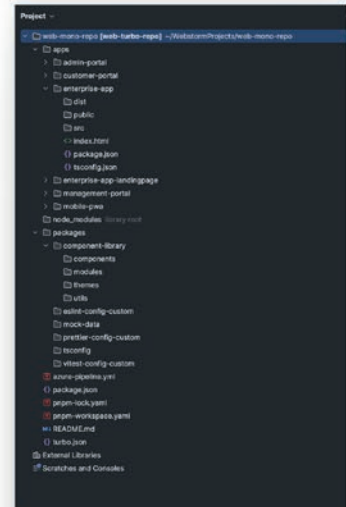 Project
web-mono-repo [web-turbo-repo] ~/WebstormProjects/web-mono-repo
apps
admin-portal
customer-portal
enterprise-app
dist
public
src
index.html
package.json
tsconfig.json
enterprise-app-landingpage
management-portal
mobile-pwa
node_modules library root
packages
component-library
components
modules
themes
utils
eslint-config-custom
mock-data
prettier-config-custom
tsconfig
vitest-config-custom
azure-pipeline.yml
package.json
pnpm-lock.yaml
pnpm-workspace.yaml
README.md
turbo.json
External Libraries
Scratches and Consoles